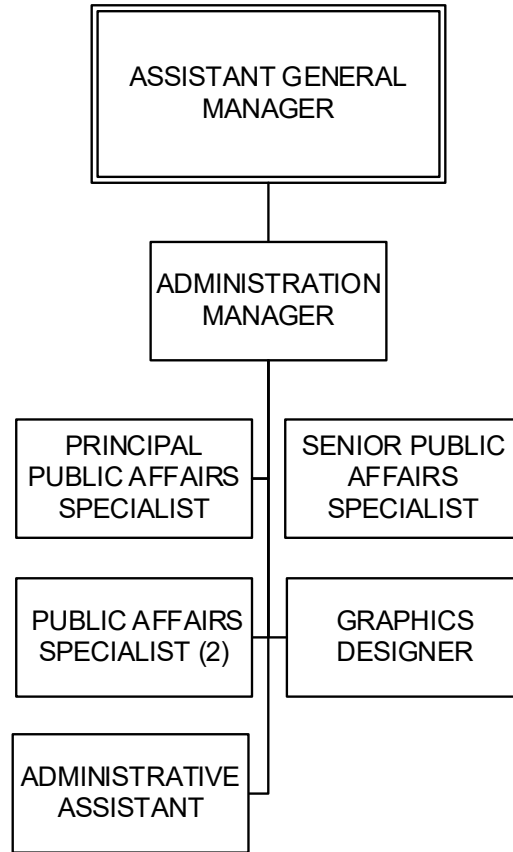 ASSISTANT GENERAL
MANAGER
ADMINISTRATION
MANAGER
PRINCIPAL
PUBLIC AFFAIRS
SPECIALIST
SENIOR PUBLIC
AFFAIRS
SPECIALIST
PUBLIC AFFAIRS
SPECIALIST (2)
GRAPHICS
DESIGNER
ADMINISTRATIVE
ASSISTANT